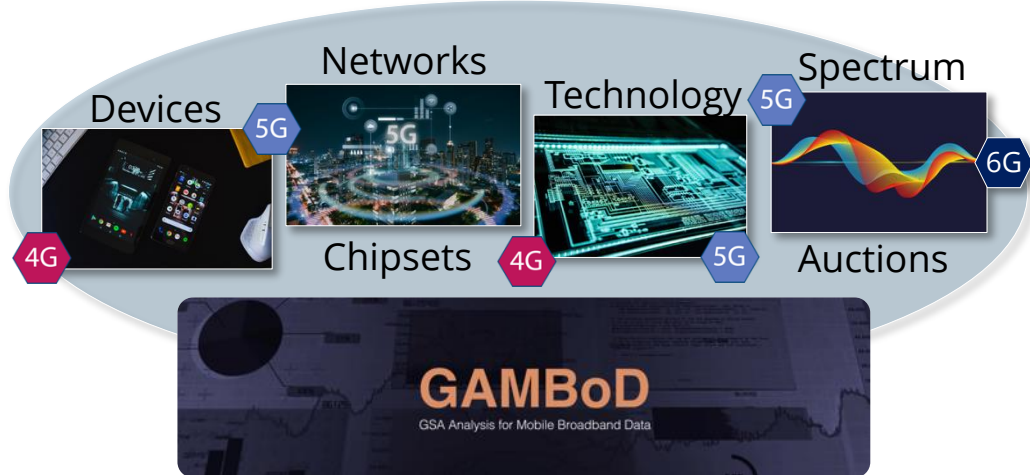 Networks
Spectrum
Technology
Devices
5G
5G
5G
6G
4G
Chipsets
4G
5G
Auctions
GAMBoD
GSA Analysis for Mobile Broadband Data